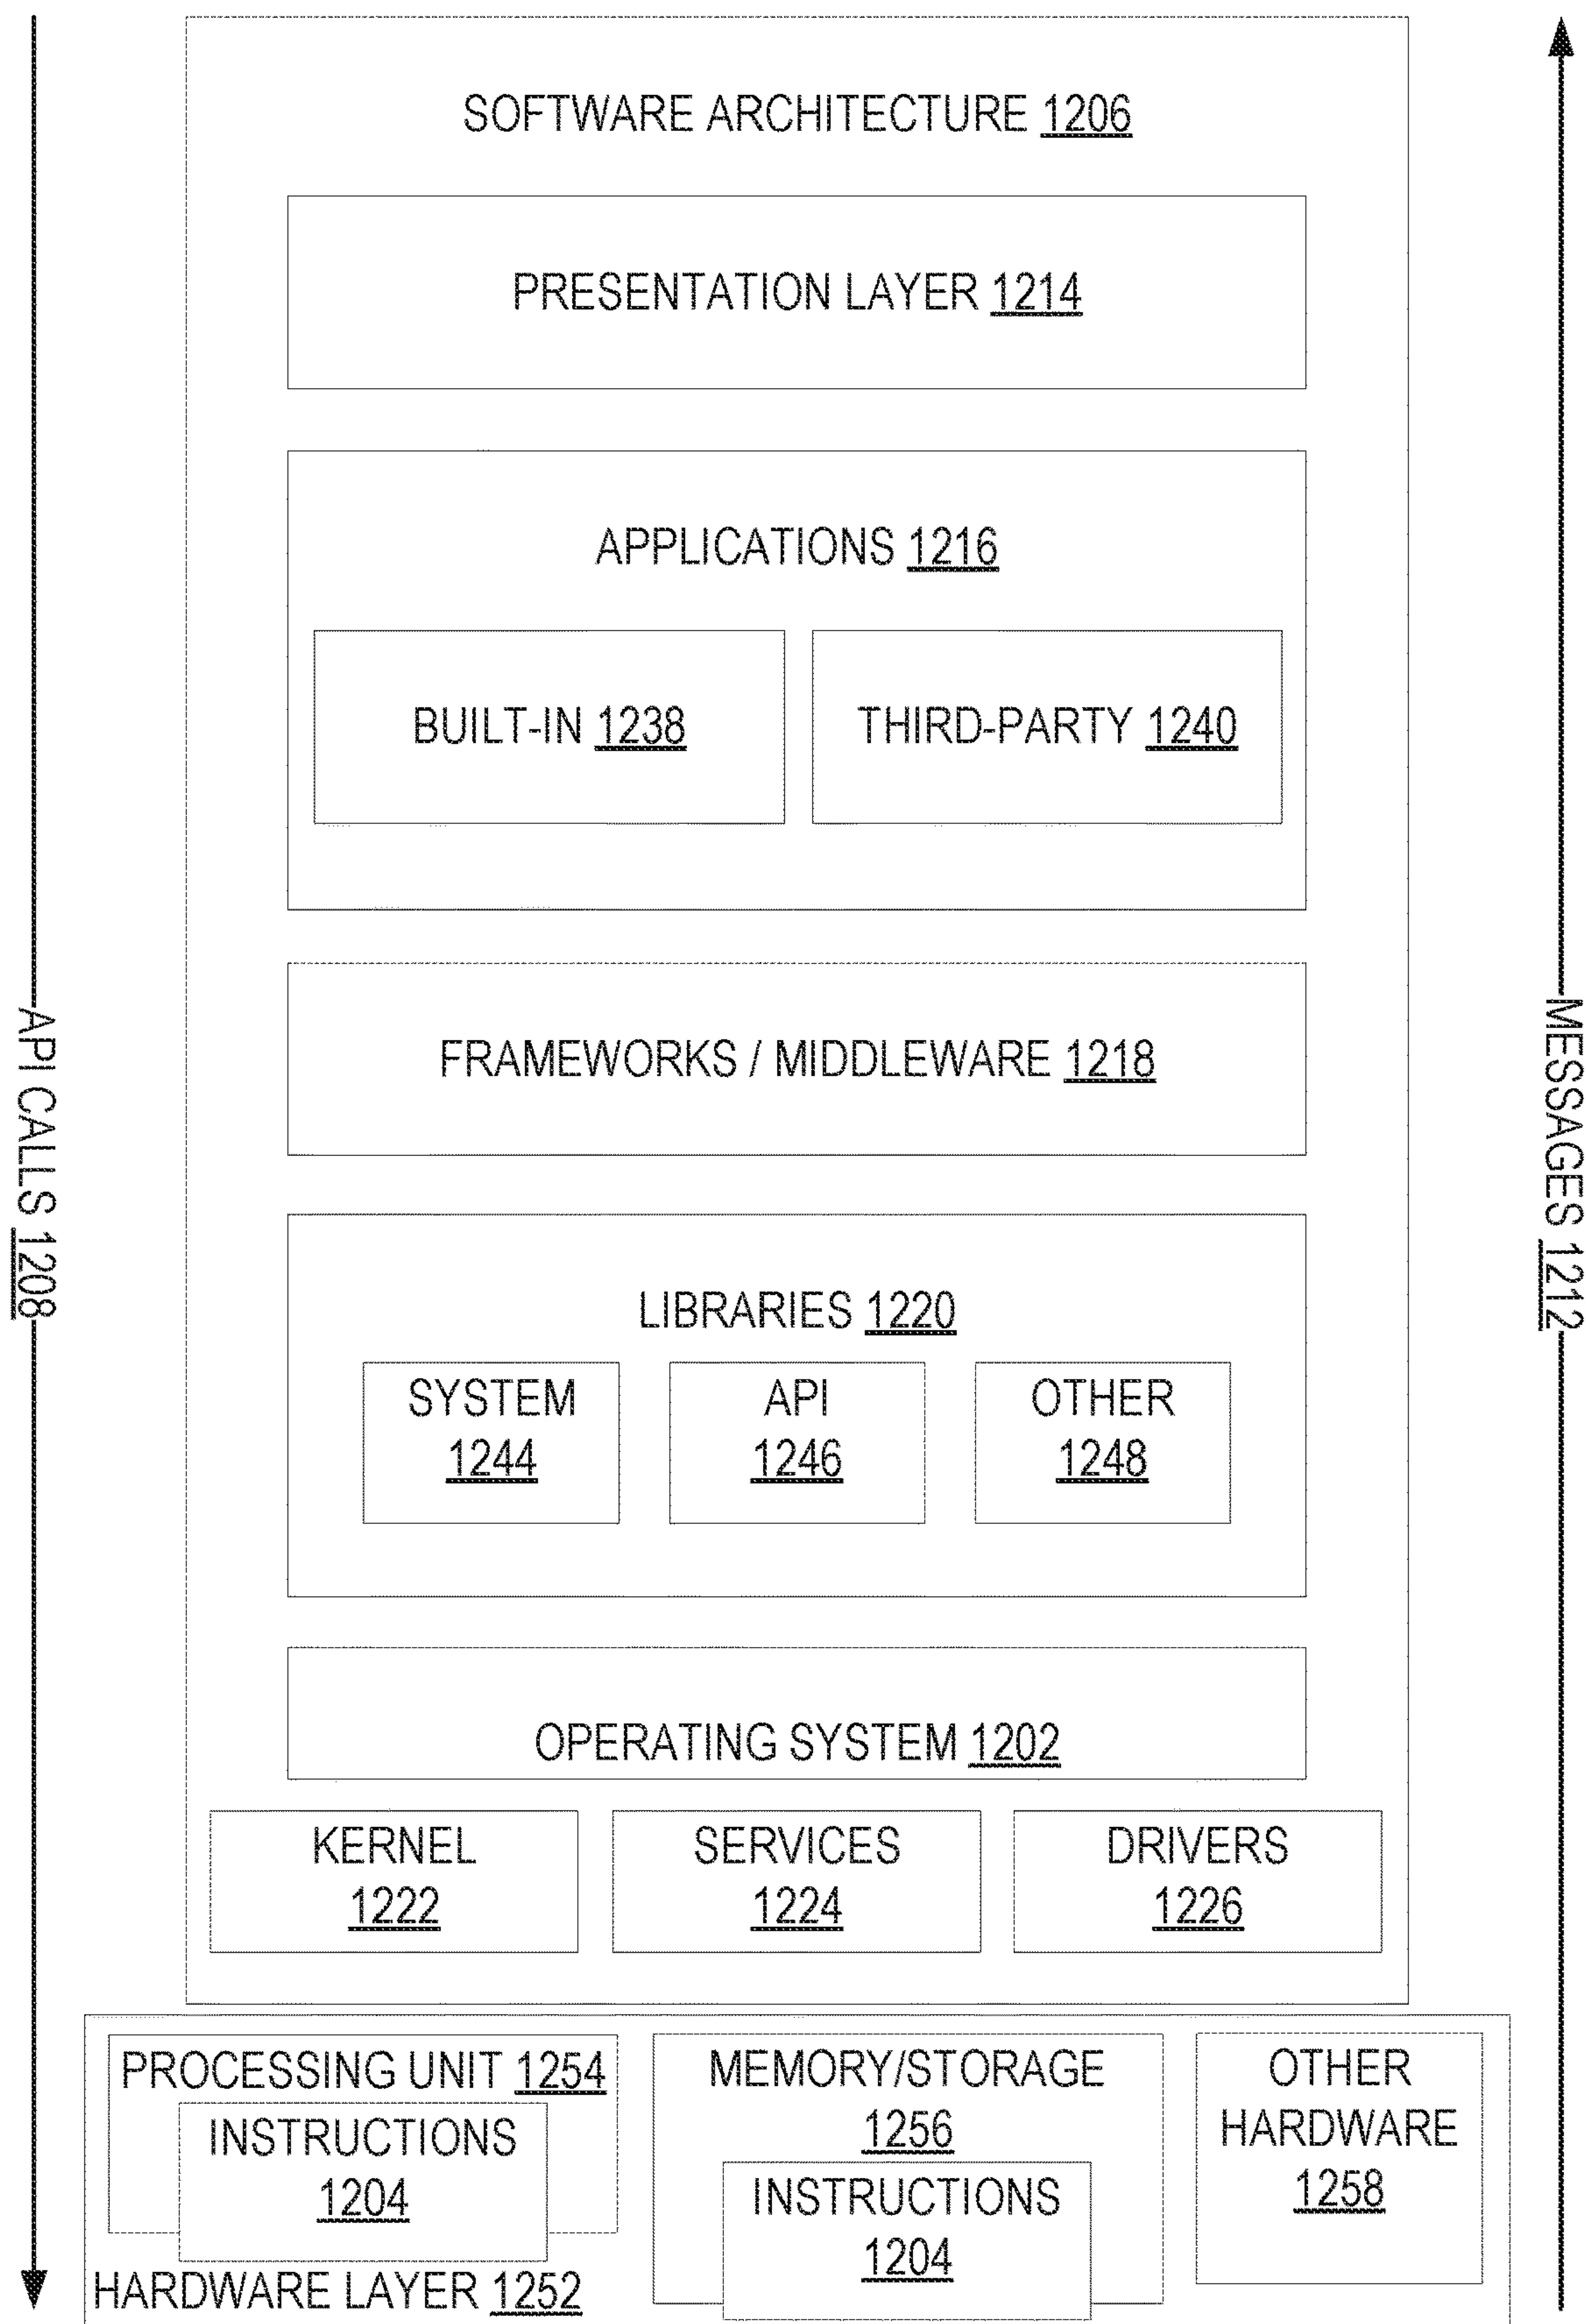 SOFTWARE ARCHITECTURE 1206
PRESENTATION LAYER 1214
APPLICATIONS 1216
BUILT-IN 1238
THIRD-PARTY 1240
FRAMEWORKS / MIDDLEWARE 1218
API CALLS 1208
MESSAGES 1212
LIBRARIES 1220
SYSTEM
1244
API
1246
OTHER
1248
OPERATING SYSTEM 1202
KERNEL
1222
SERVICES
1224
DRIVERS
1226
PROCESSING UNIT 1254
INSTRUCTIONS
1204
MEMORY/STORAGE
1256
INSTRUCTIONS
1204
OTHER
HARDWARE
1258
HARDWARE LAYER 1252